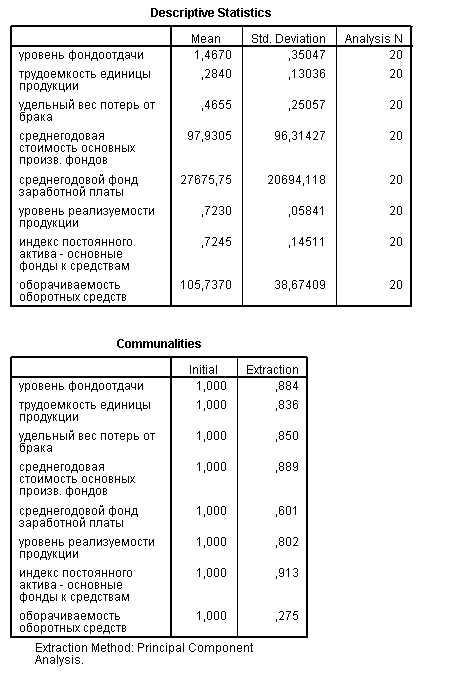 Descriptive Statistics
Mean Std. Deviation Analysis N
уровень фондоотдачи 1,4670 ,35047 20
трудоемкость единицы ,2840 ,13036 20
продукции
удельный вес потерь от ,4655 ,25057 20
брака
среднегодовая 97,9305 96,31427 20
стоимость основных
произв. фондов
среднегодовой фонд 27675,75 20694,118 20
заработной платы
уровень реализуемости ,7230 ,05841 20
продукции
индекс постоянного ,7245 ,14511 20
актива - основные
фонды к средствам
оборачиваемость 105,7370 38,67409 20
оборотных средств
Communalities
Initial Extraction
уровень фондоотдачи 1,000 ,884
трудоемкость единицы 1,000 ,836
продукции
удельный вес потерь от 1,000 ,850
брака
среднегодовая 1,000 ,889
стоимость основных
произв. фондов
среднегодовой фонд 1,000 ,601
заработной платы
уровень реализуемости 1,000 ,802
продукции
индекс постоянного 1,000 ,913
актива - основные
фонды к средствам
оборачиваемость 1,000 ,275
оборотных средств
Extraction Method: Principal Component
Analysis.